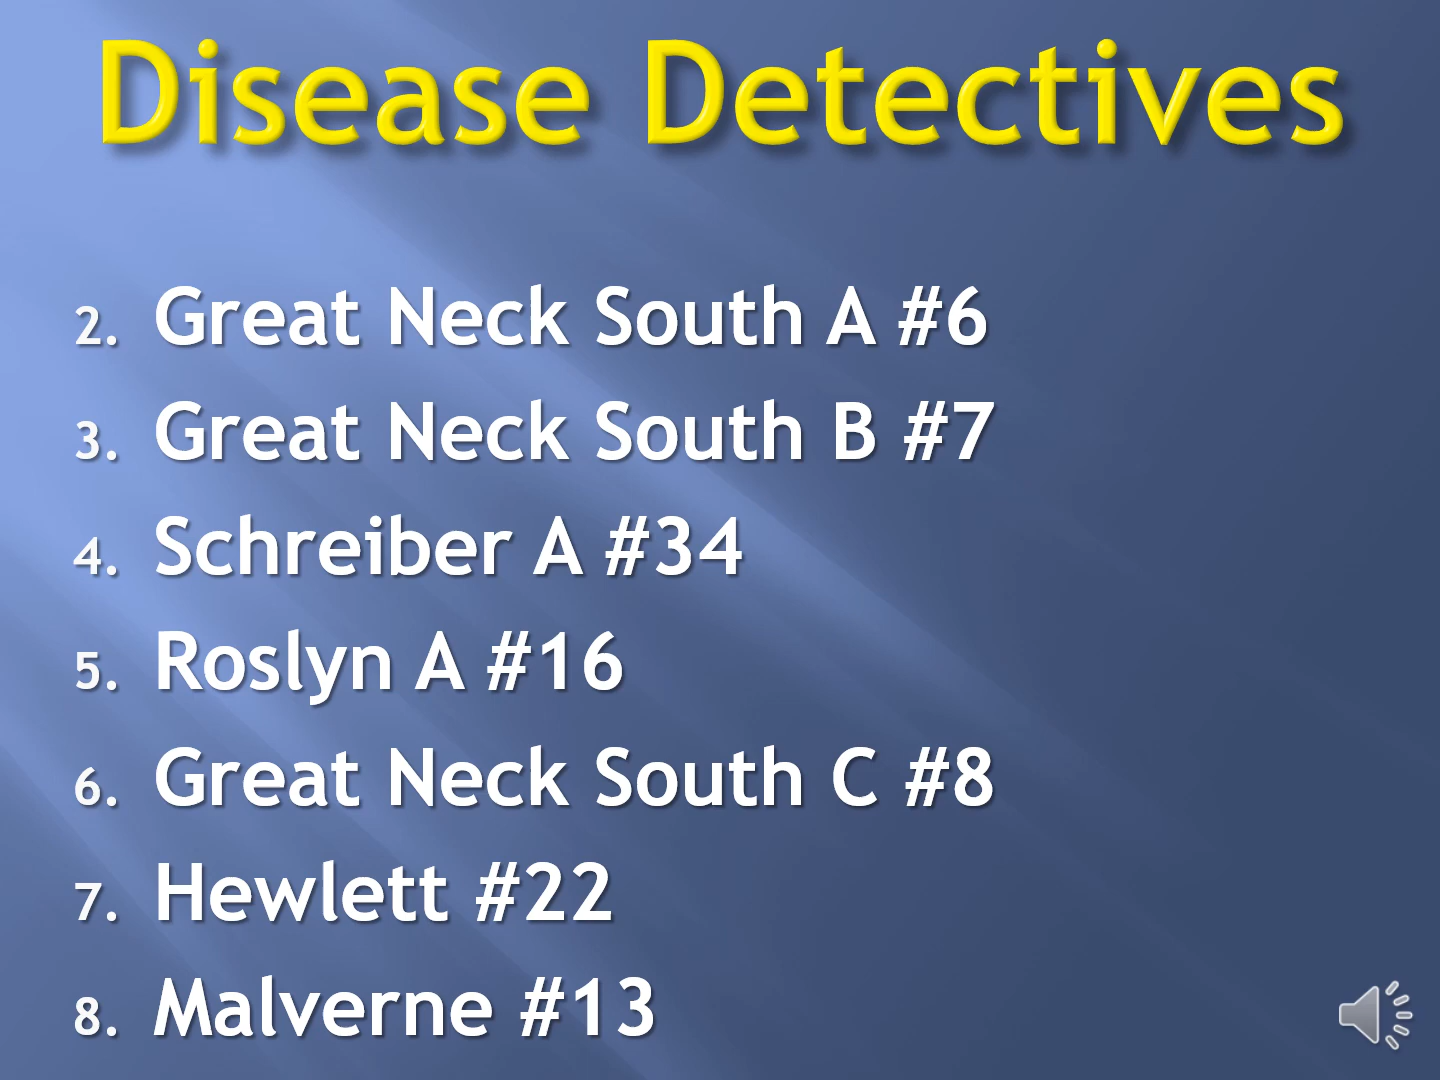 Disease Detectives
2. Great Neck South A #6
3. Great Neck South B #7
4. Schreiber A #34
5. Roslyn A #16
6. Great Neck South C #8
7. Hewlett #22
8. Malverne #13